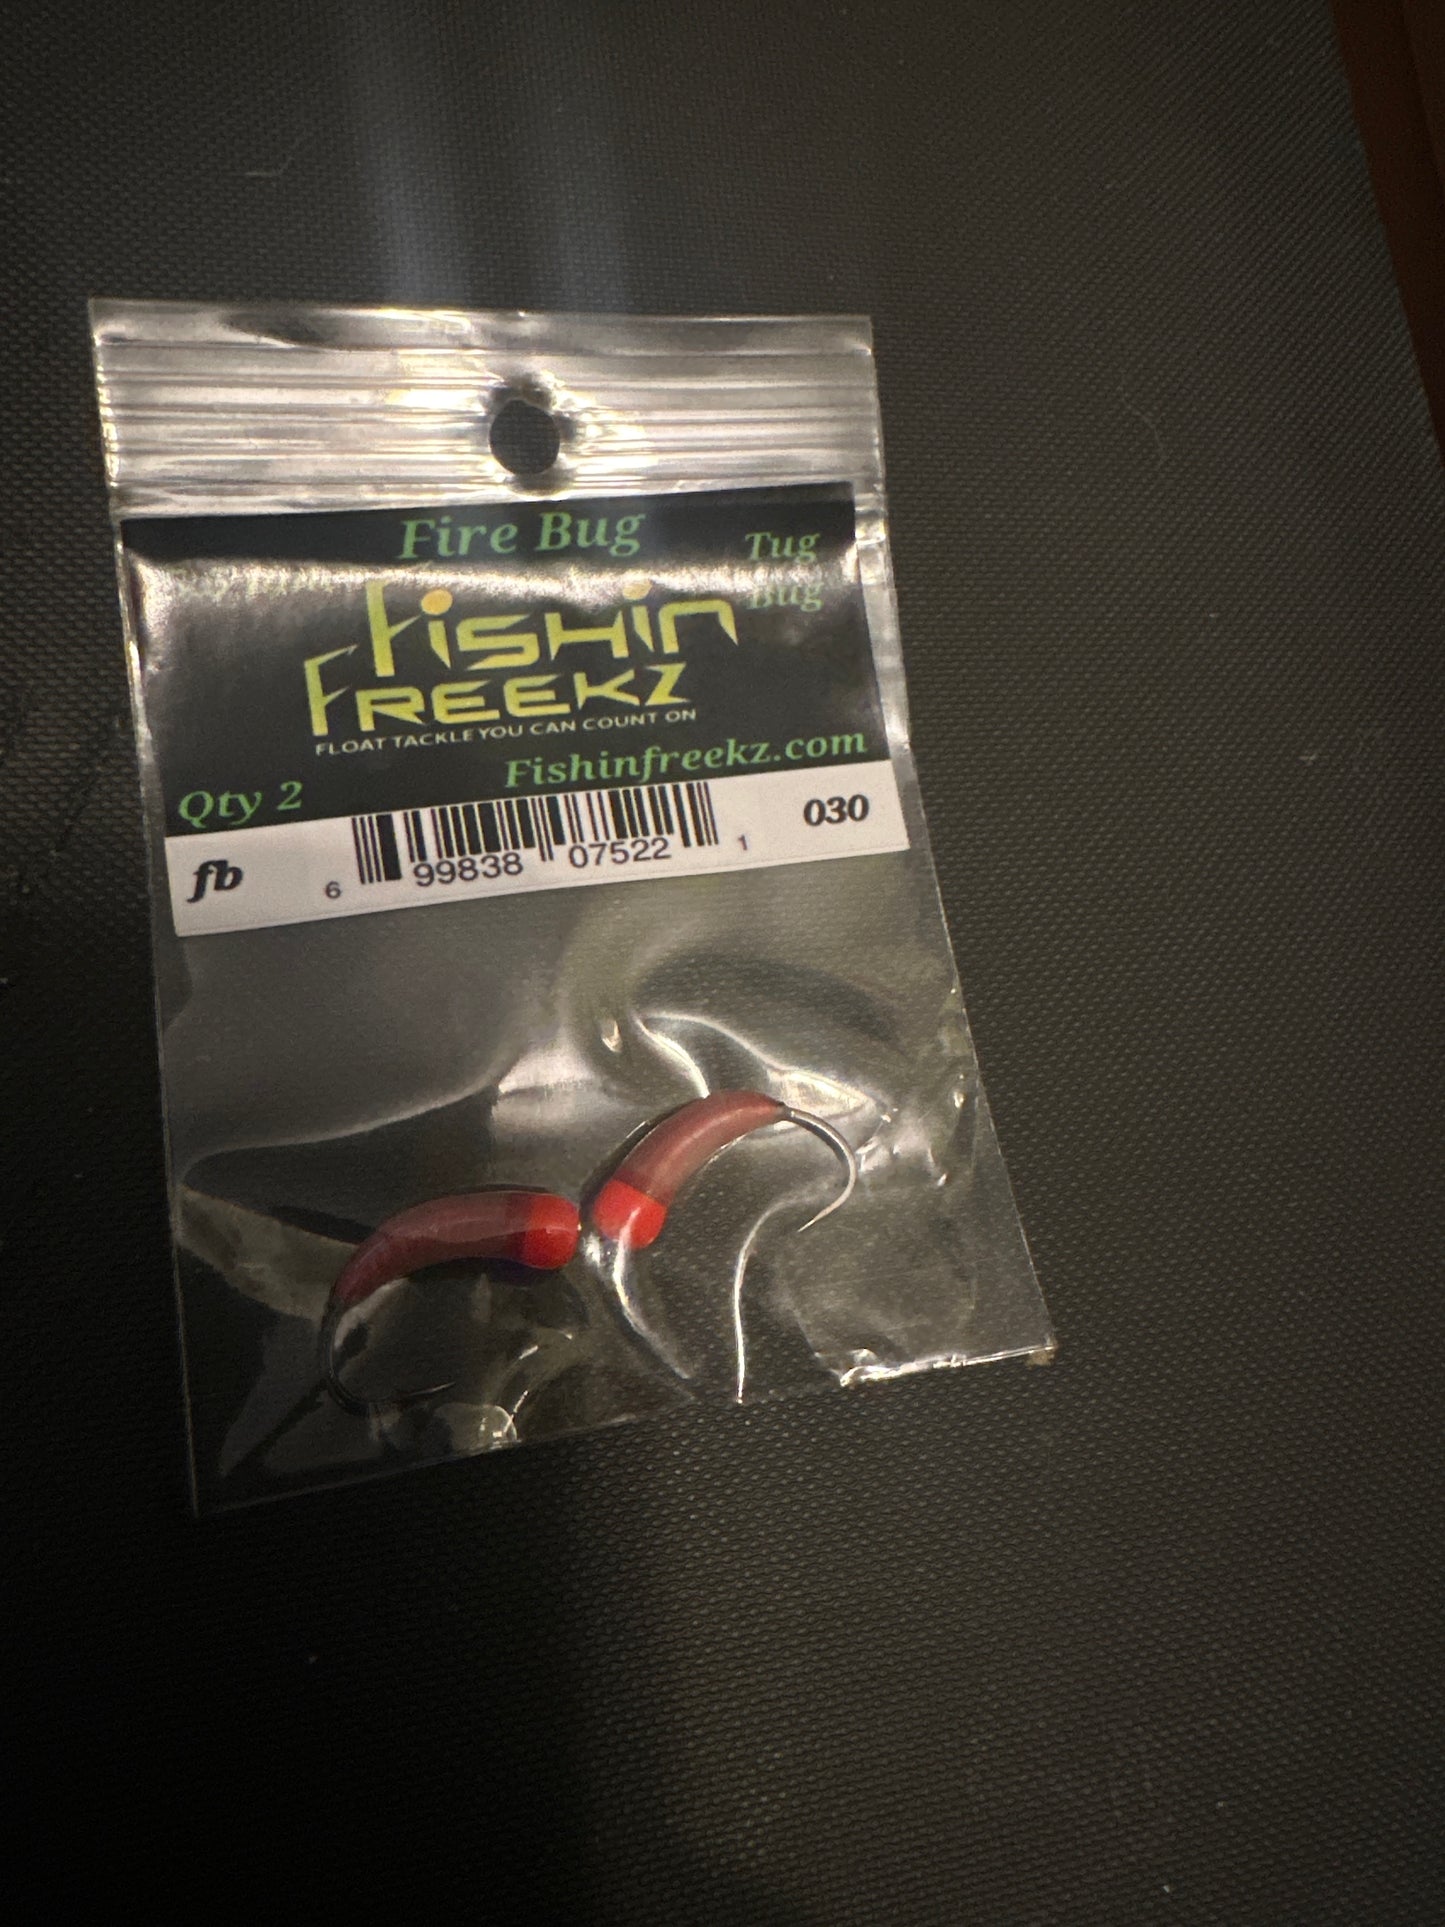 Fire Bug
Tug
Bug
Fishin
Freekz
FLOAT TACKLE YOU CAN COUNT ON
Fishinfreekz.com
Qty 2
fb
6 99838 07522 1
030